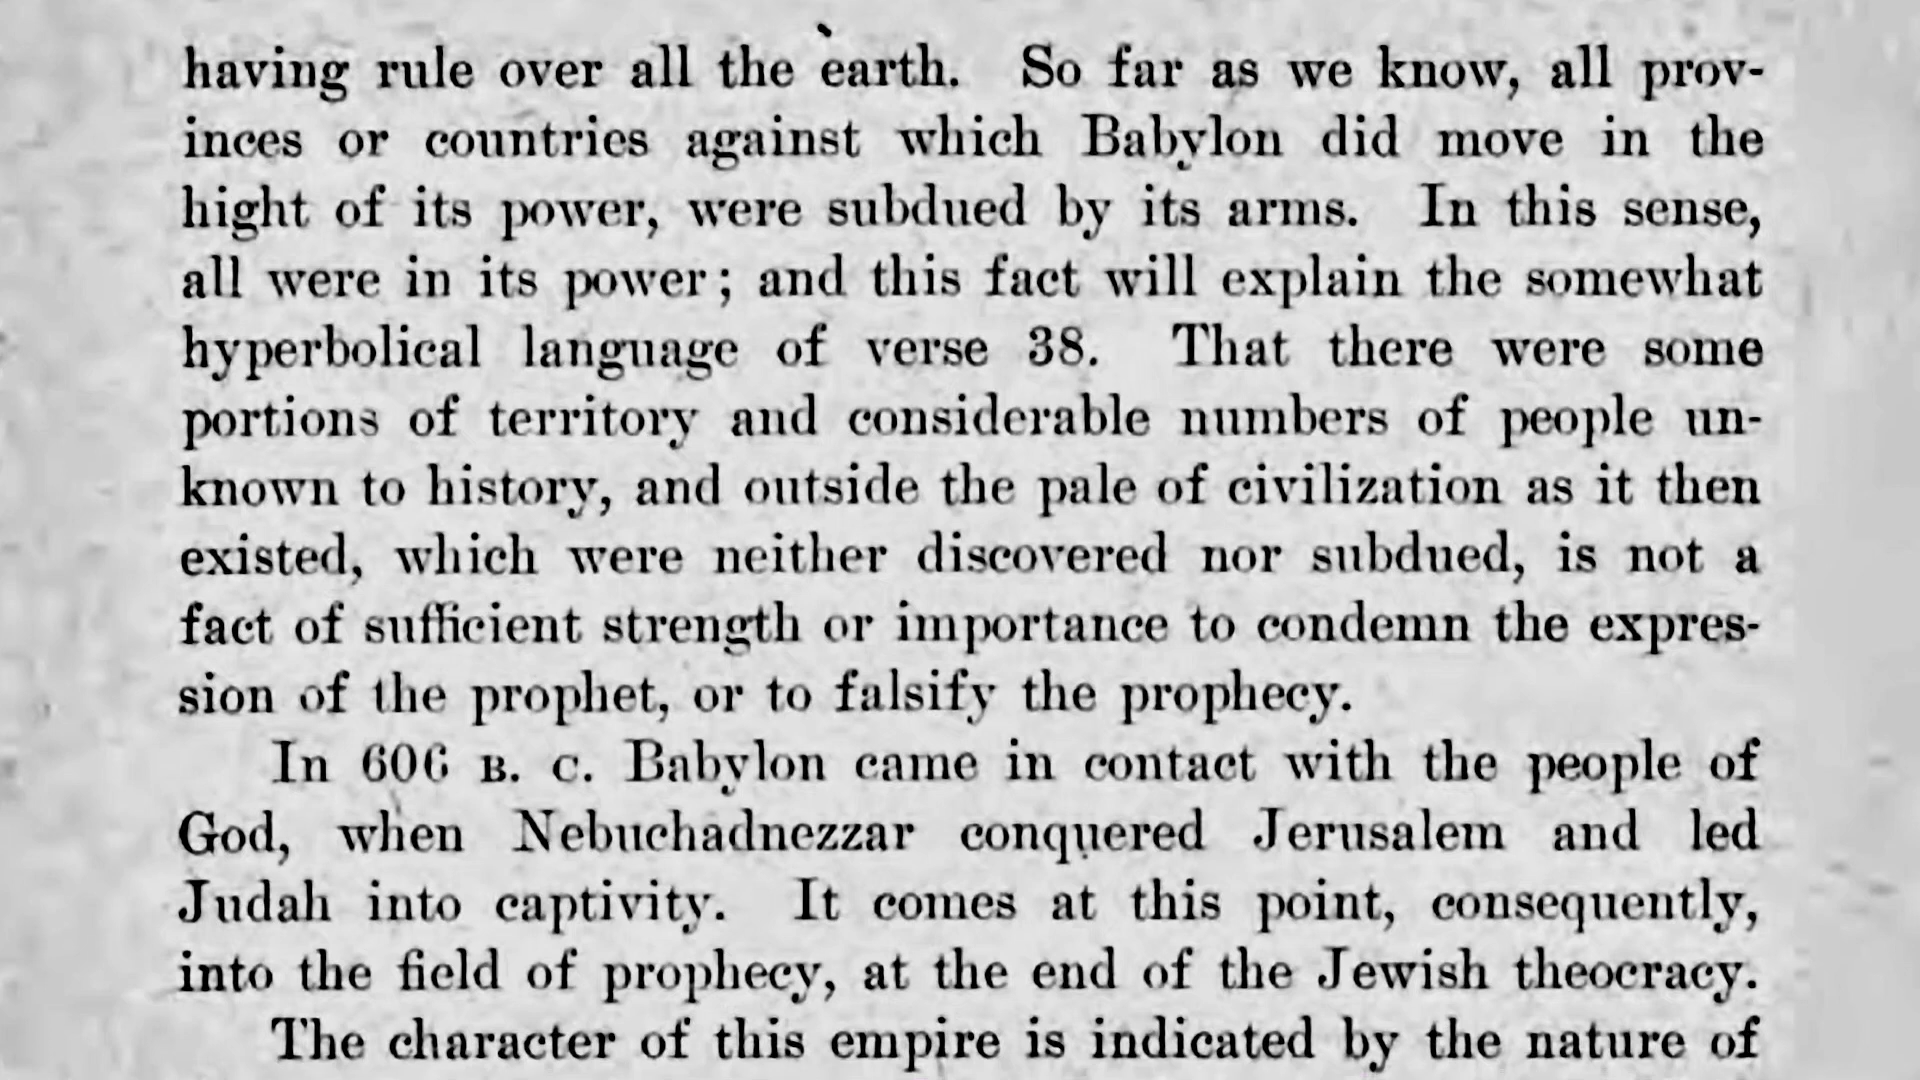 having rule over all the earth. So far as we know, all prov-
inces or countries against which Babylon did move in the
hight of its power, were subdued by its arms. In this sense,
all were in its power; and this fact will explain the somewhat
hyperbolical language of verse 38. That there were some
portions of territory and considerable numbers of people un-
known to history, and outside the pale of civilization as it then
existed, which were neither discovered nor subdued, is not a
fact of sufficient strength or importance to condemn the expres-
sion of the prophet, or to falsify the prophecy.
In 606 B. C. Babylon came in contact with the people of
God, when Nebuchadnezzar conquered Jerusalem and led
Judah into captivity. It comes at this point, consequently,
into the field of prophecy, at the end of the Jewish theocracy.
The character of this empire is indicated by the nature of